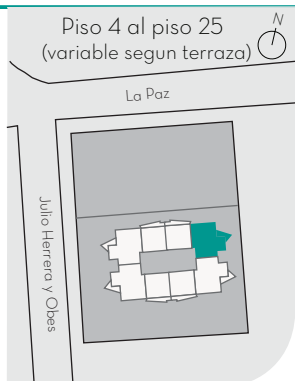 Piso 4 al piso 25
(variable segun terraza)
N
La Paz
Julio Herrera y Obes